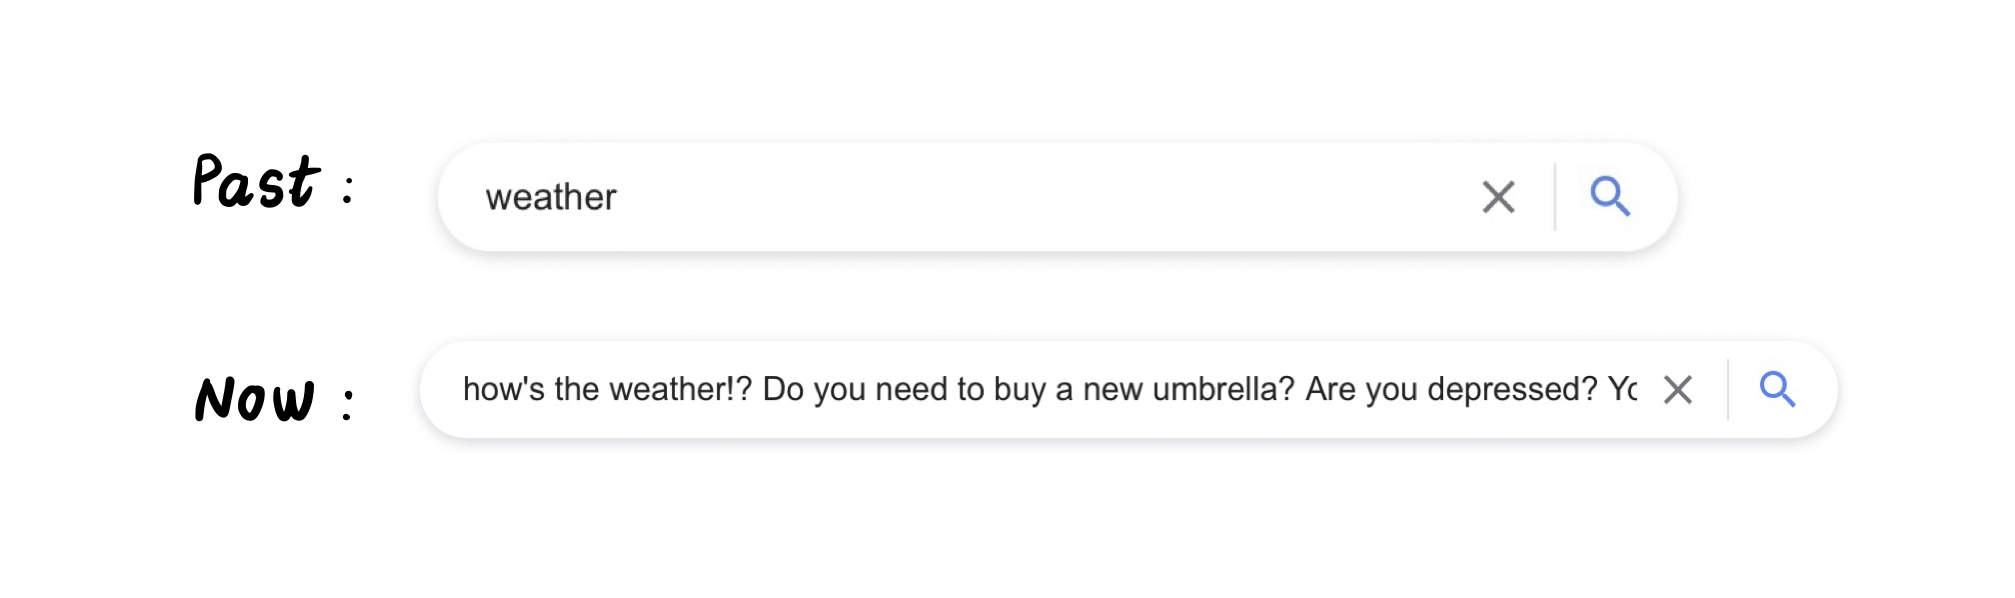 Past :
weather
Now :
how's the weather!? Do you need to buy a new umbrella? Are you depressed? Yo